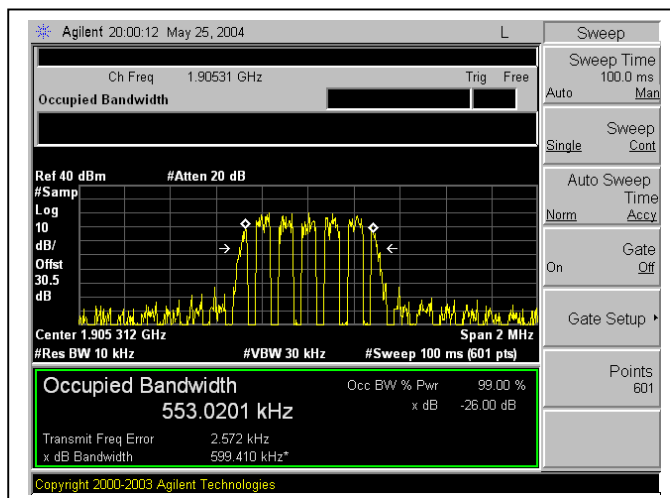 Agilent 20:00:12 May 25, 2004 L Sweep
Ch Freq 1.90531 GHz Trig Free
Occupied Bandwidth
Sweep Time
100.0 ms
Auto Man
Sweep
Single Cont
Auto Sweep
Time
Norm Accy
Gate
On Off
Gate Setup
Points
601
Ref 40 dBm #Atten 20 dB
#Samp
Log
10
dB/
Offst
30.5
dB
Center 1.905 312 GHz Span 2 MHz
#Res BW 10 kHz #VBW 30 kHz #Sweep 100 ms (601 pts)
Occupied Bandwidth Occ BW % Pwr 99.00 %
553.0201 kHz x dB -26.00 dB
Transmit Freq Error 2.572 kHz
x dB Bandwidth 599.410 kHz*
Copyright 2000-2003 Agilent Technologies